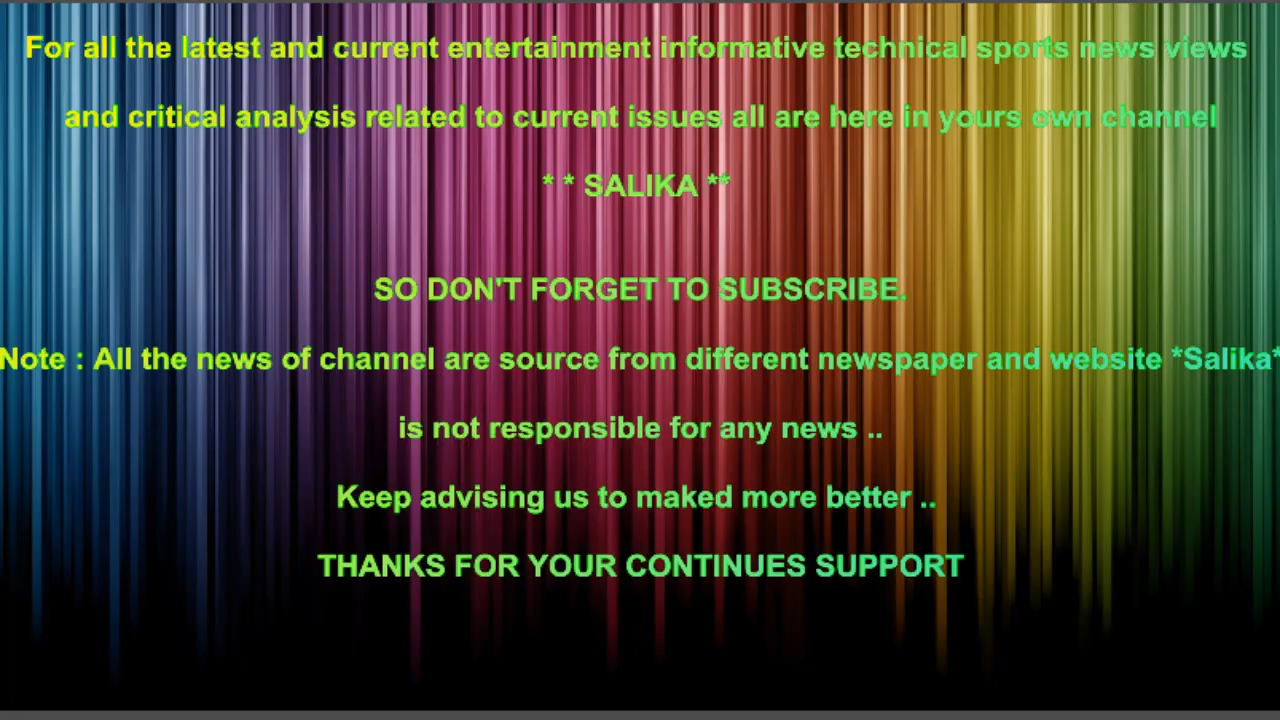 For all the latest and current entertainment informative technical sports news views
and critical analysis related to current issues all are here in yours own channel
* * SALIKA **
SO DON'T FORGET TO SUBSCRIBE.
Note : All the news of channel are source from different newspaper and website *Salika*
is not responsible for any news ..
Keep advising us to maked more better ..
THANKS FOR YOUR CONTINUES SUPPORT